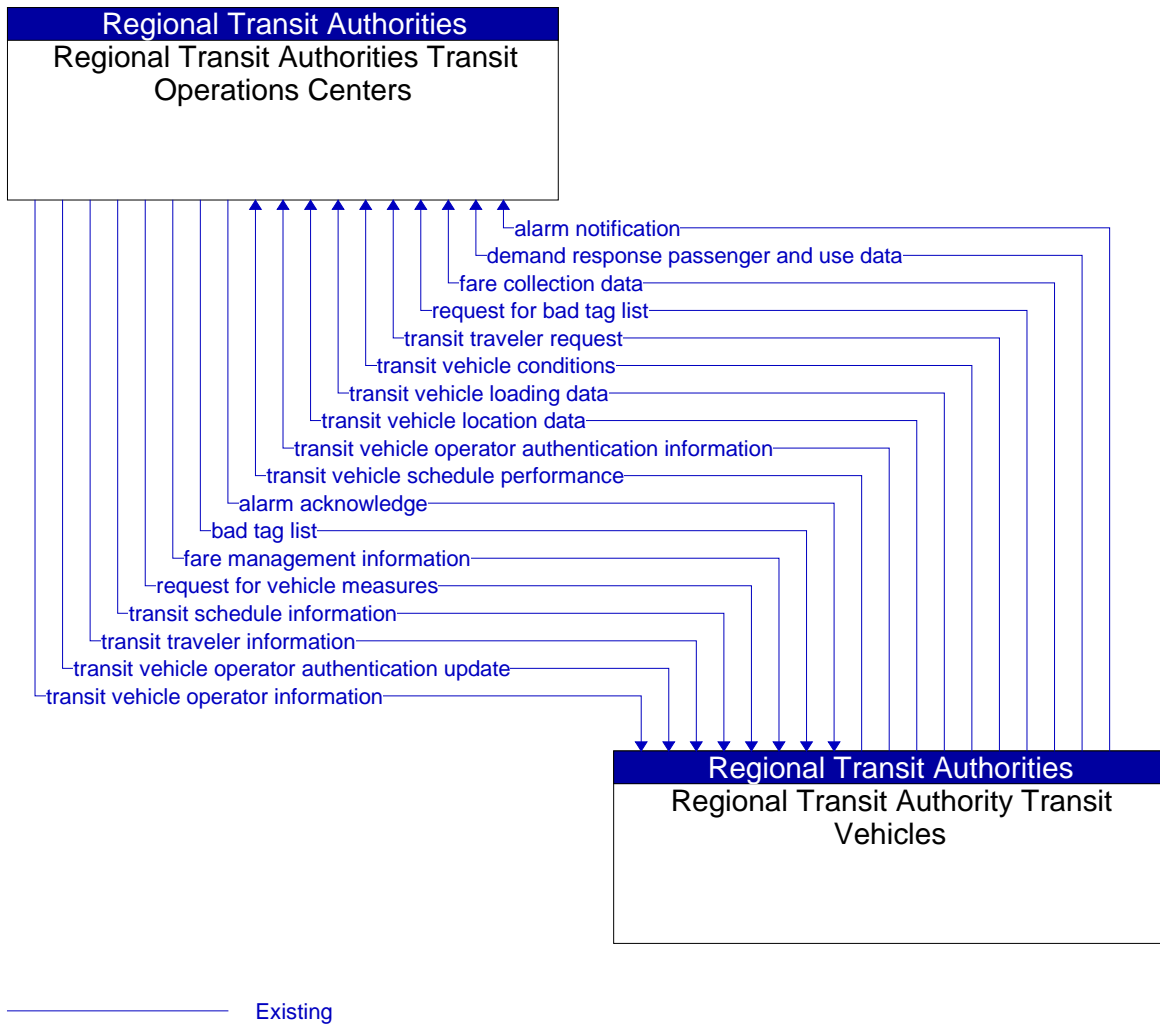 Regional Transit Authorities
Regional Transit Authorities Transit
Operations Centers
alarm notification
demand response passenger and use data
fare collection data
request for bad tag list
transit traveler request
transit vehicle conditions
transit vehicle loading data
transit vehicle location data
transit vehicle operator authentication information
transit vehicle schedule performance
alarm acknowledge
bad tag list
fare management information
request for vehicle measures
transit schedule information
transit traveler information
transit vehicle operator authentication update
transit vehicle operator information
Regional Transit Authorities
Regional Transit Authority Transit
Vehicles
Existing